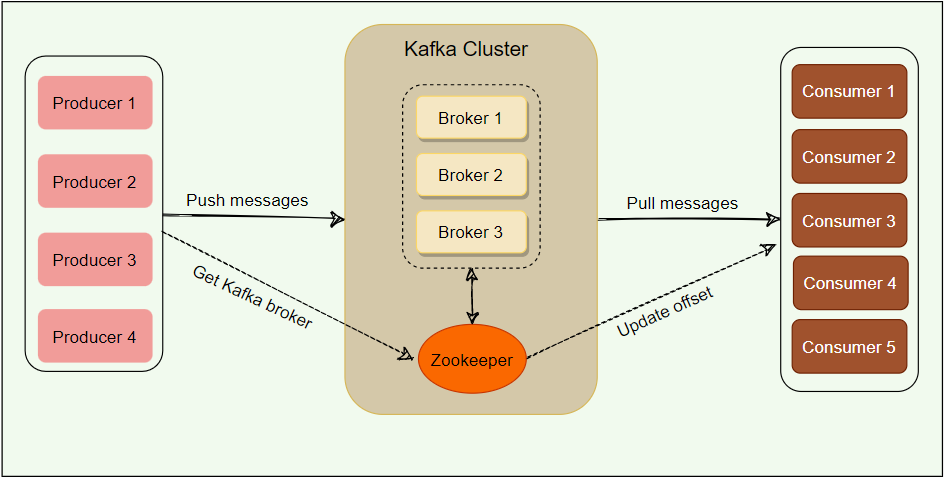 Kafka Cluster
Producer 1
Producer 2
Producer 3
Producer 4
Push messages
Get Kafka broker
Broker 1
Broker 2
Broker 3
Zookeeper
Pull messages
Update offset
Consumer 1
Consumer 2
Consumer 3
Consumer 4
Consumer 5